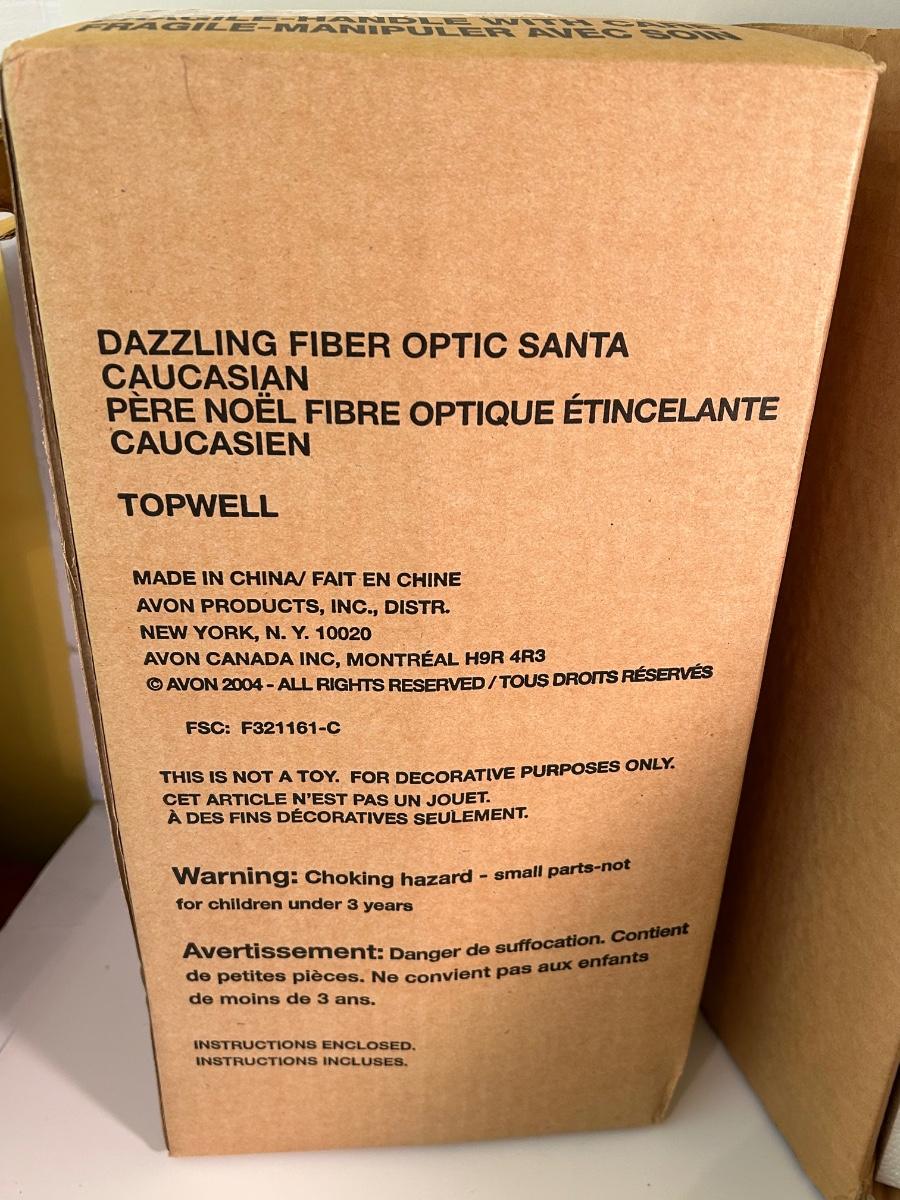 FRAGILE-HANDLE WITH CARE
FRAGILE-MANIPULER AVEC SOIN
DAZZLING FIBER OPTIC SANTA
CAUCASIAN
PÈRE NOËL FIBRE OPTIQUE ÉTINCELANTE
CAUCASIEN
TOPWELL
MADE IN CHINA/ FAIT EN CHINE
AVON PRODUCTS, INC., DISTR.
NEW YORK, N. Y. 10020
AVON CANADA INC, MONTRÉAL H9R 4R3
© AVON 2004 - ALL RIGHTS RESERVED / TOUS DROITS RÉSERVÉS
FSC: F321161-C
THIS IS NOT A TOY. FOR DECORATIVE PURPOSES ONLY.
CET ARTICLE N'EST PAS UN JOUET.
À DES FINS DÉCORATIVES SEULEMENT.
Warning: Choking hazard - small parts-not
for children under 3 years
Avertissement: Danger de suffocation. Contient
de petites pièces. Ne convient pas aux enfants
de moins de 3 ans.
INSTRUCTIONS ENCLOSED.
INSTRUCTIONS INCLUSES.